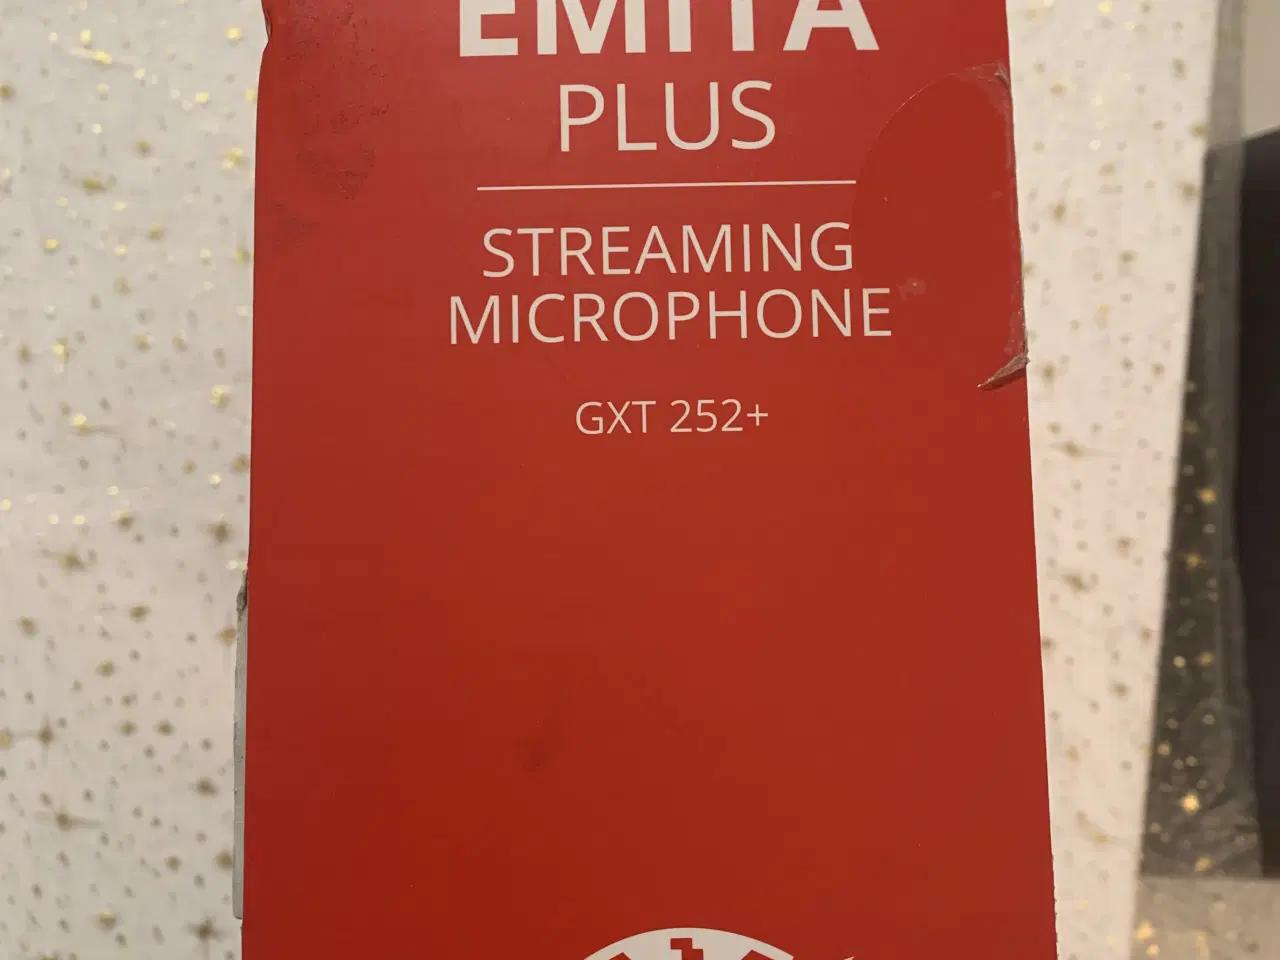 EMITA
PLUS
STREAMING
MICROPHONE
GXT 252+